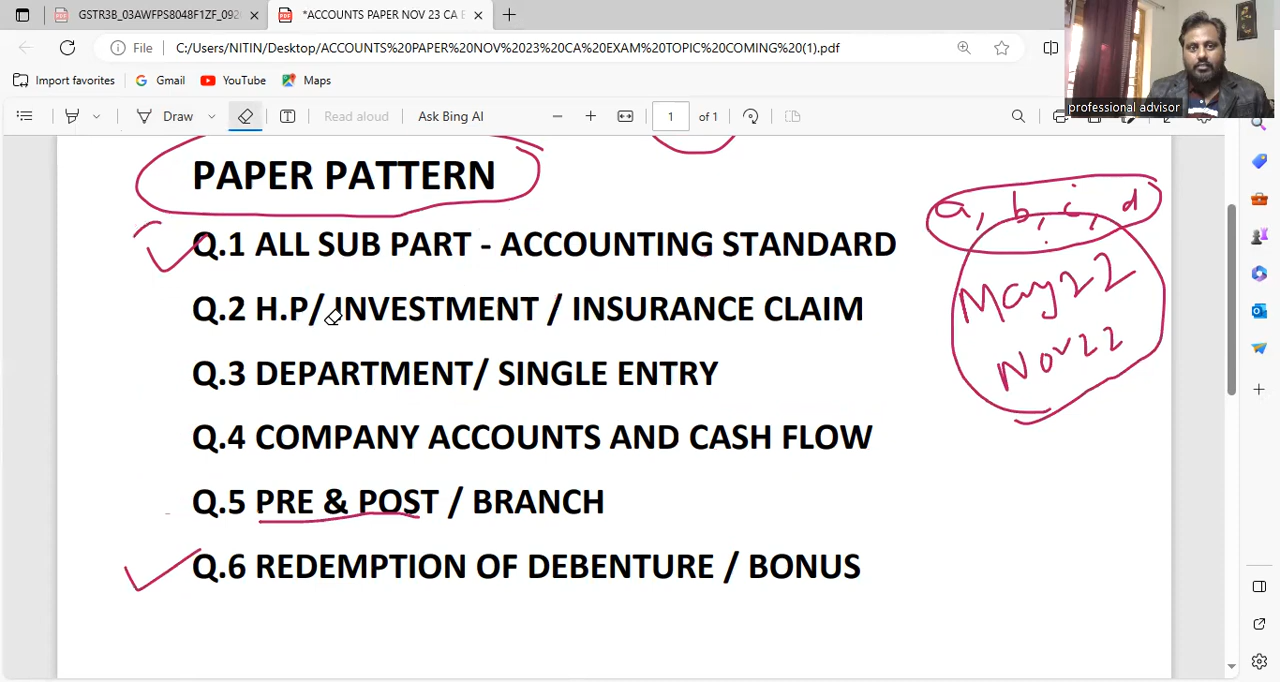 GSTR3B_03AWFPS8048F1ZF_092
*ACCOUNTS PAPER NOV 23 CA E
File C:/Users/NITIN/Desktop/ACCOUNTS%20PAPER%20NOV%202023%20CA%20EXAM%20TOPIC%20COMING%20(1).pdf
Import favorites Gmail YouTube Maps
professional advisor
Draw Read aloud Ask Bing AI 1 of 1
PAPER PATTERN
Q.1 ALL SUB PART - ACCOUNTING STANDARD
Q.2 H.P/ INVESTMENT / INSURANCE CLAIM
Q.3 DEPARTMENT/ SINGLE ENTRY
Q.4 COMPANY ACCOUNTS AND CASH FLOW
Q.5 PRE & POST / BRANCH
Q.6 REDEMPTION OF DEBENTURE / BONUS
a, b, c, d
May 22
Nov 22